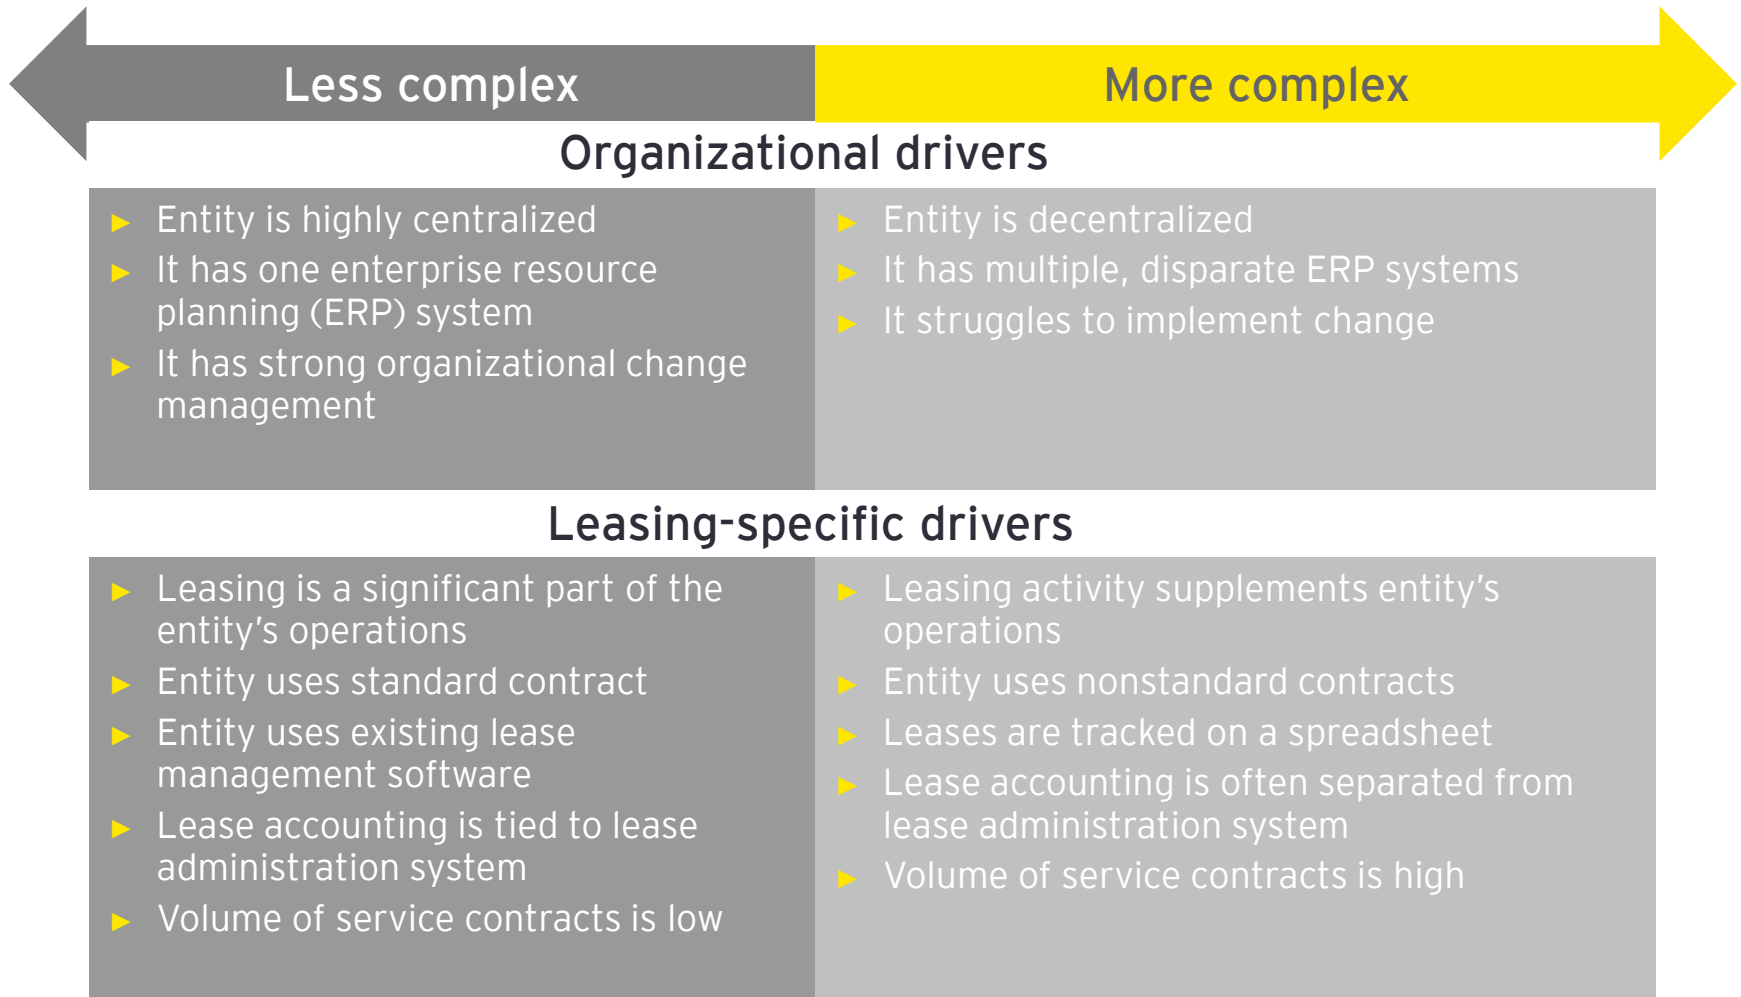 Less complex
More complex
Organizational drivers
► Entity is highly centralized
► It has one enterprise resource
planning (ERP) system
► It has strong organizational change
management
► Entity is decentralized
► It has multiple, disparate ERP systems
► It struggles to implement change
Leasing-specific drivers
► Leasing is a significant part of the
entity’s operations
► Entity uses standard contract
► Entity uses existing lease
management software
► Lease accounting is tied to lease
administration system
► Volume of service contracts is low
► Leasing activity supplements entity’s
operations
► Entity uses nonstandard contracts
► Leases are tracked on a spreadsheet
► Lease accounting is often separated from
lease administration system
► Volume of service contracts is high